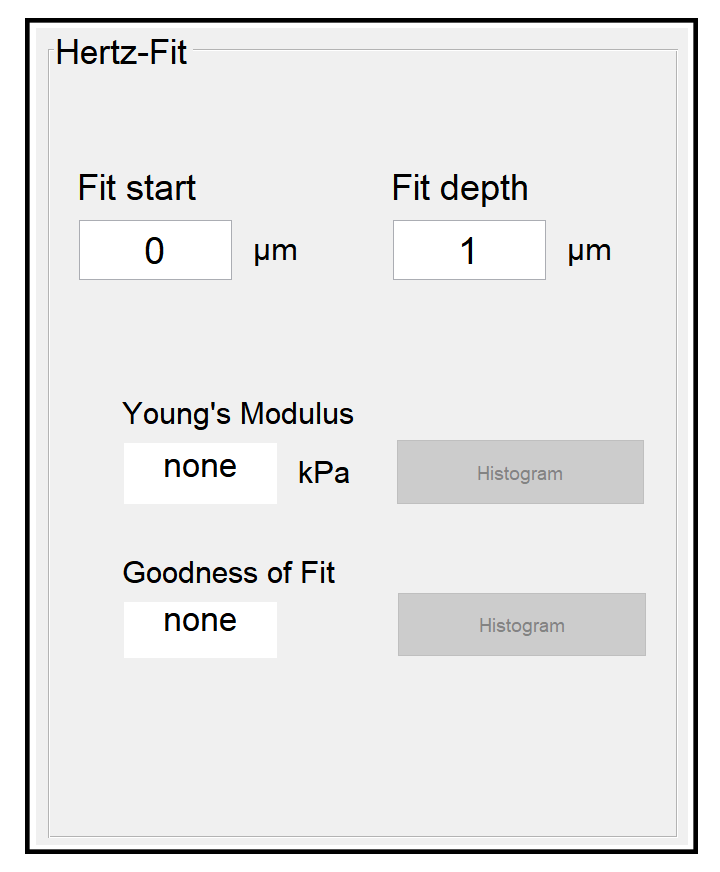 Hertz-Fit
Fit start
Fit depth
0 µm
1 µm
Young's Modulus
none kPa
Histogram
Goodness of Fit
none
Histogram